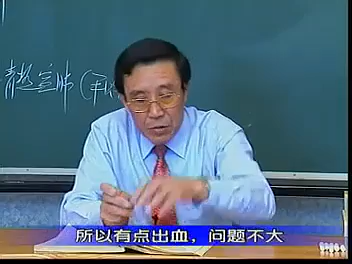 清热宣肺
所以有点出血，问题不大